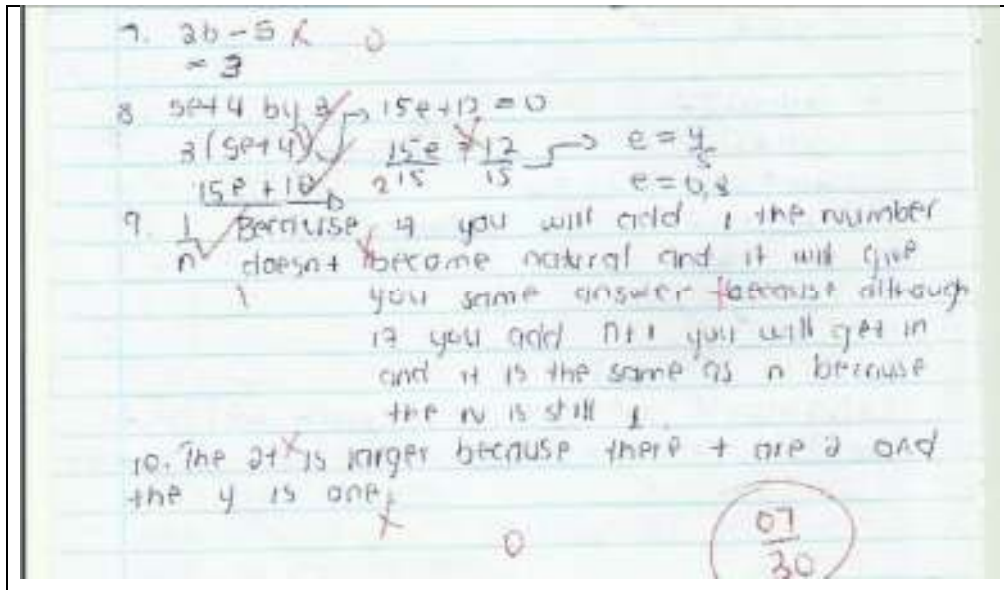 7. 2b - 5 0
= 3
8 5e+4 by 3 → 15e+12 = 0
3(5e+4) 15e = 12 → e = 4/5
15e + 12 15 15 e = 0,8
9. 1/n Because if you will add 1 the number
doesnt become natural and it will give
1 you same answer because although
if you add n+1 you will get 1n
and it is the same as n because
the N is still 1.
10. The 2t is larger because there t are 2 and
the y is one.
0
07/30